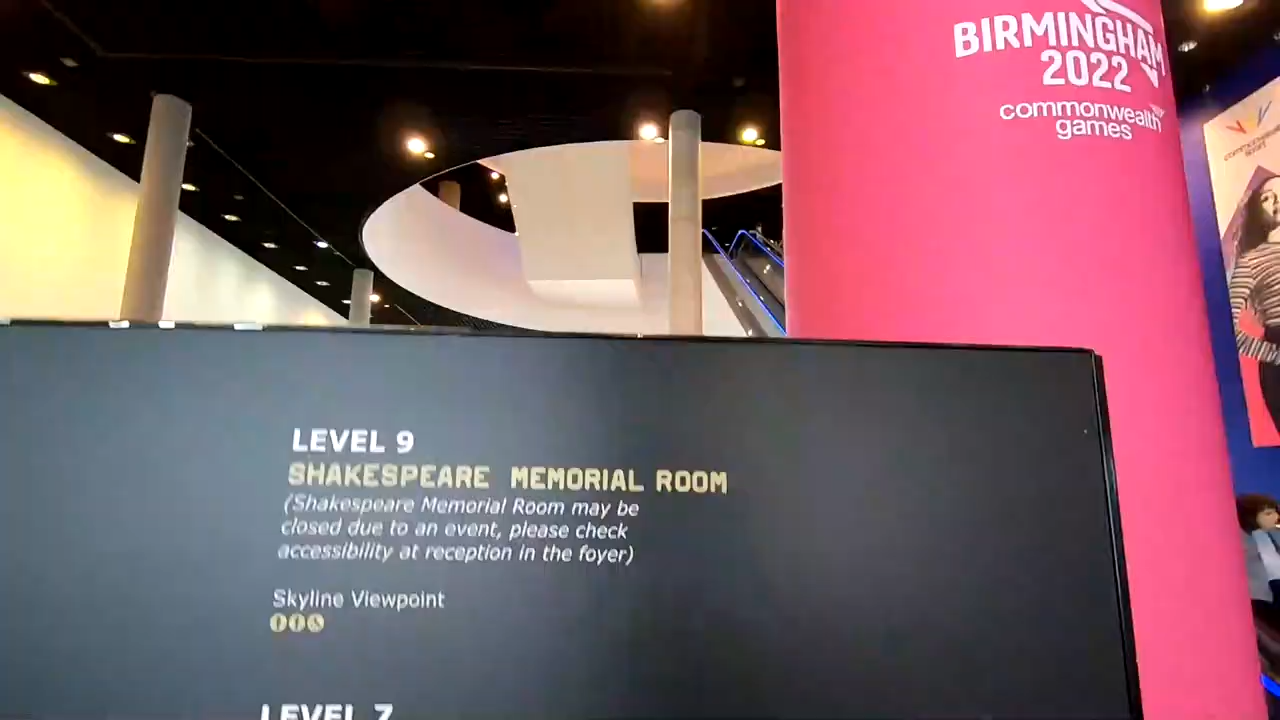 BIRMINGHAM
2022
commonwealth
games
LEVEL 9
SHAKESPEARE MEMORIAL ROOM
(Shakespeare Memorial Room may be
closed due to an event, please check
accessibility at reception in the foyer)
Skyline Viewpoint
LEVEL 7